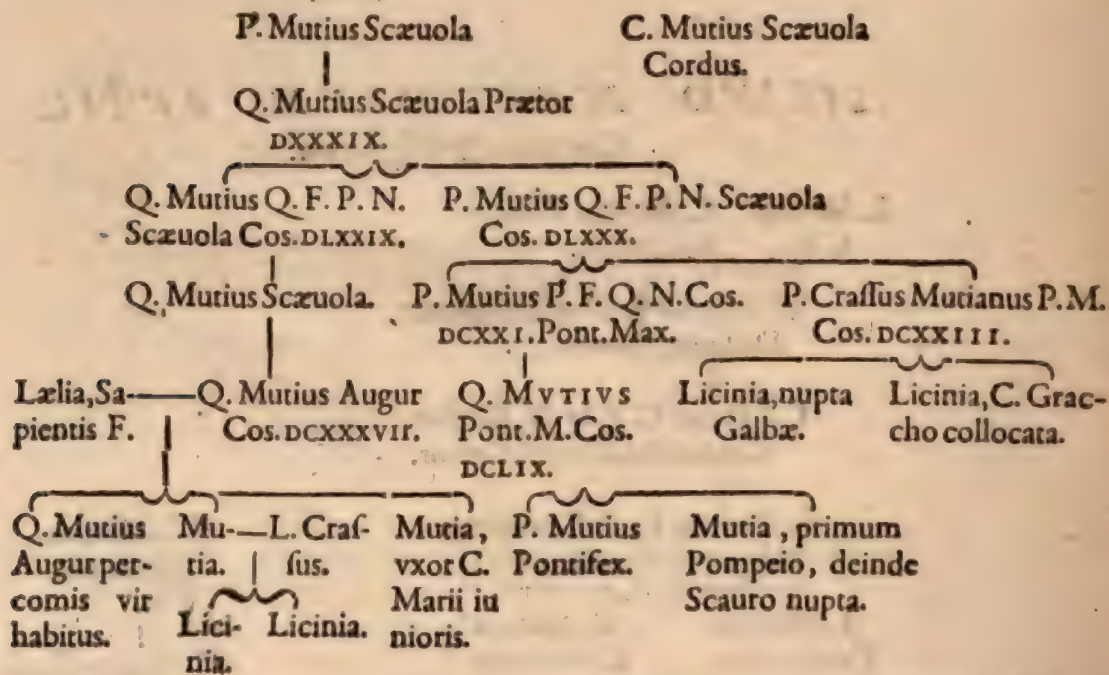 P. Mutius Scæuola C. Mutius Scæuola
Cordus.
Q. Mutius Scæuola Prætor
DXXXIX.
Q. Mutius Q. F. P. N. P. Mutius Q. F. P. N. Scæuola
Scæuola Cos. DLXXIX. Cos. DLXXX.
Q. Mutius Scæuola. P. Mutius P. F. Q. N. Cos. P. Craſſus Mutianus P. M.
DCXXI. Pont. Max. Cos. DCXXIII.
Lælia, Sa- Q. Mutius Augur Q. MVTIVS Licinia, nupta Licinia, C. Grac-
pientis F. Cos. DCXXXVII. Pont. M. Cos. Galbæ. cho collocata.
DCLIX.
Q. Mutius Mu- L. Craſ- Mutia, P. Mutius Mutia, primum
Augur per- tia. ſus. vxor C. Pontifex. Pompeio, deinde
comis vir Marii iu Scauro nupta.
habitus. Lici- Licinia. nioris.
nia.